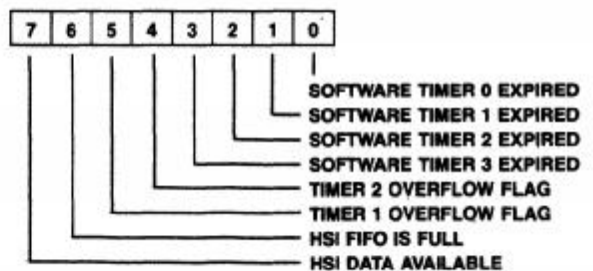 7 6 5 4 3 2 1 0
SOFTWARE TIMER 0 EXPIRED
SOFTWARE TIMER 1 EXPIRED
SOFTWARE TIMER 2 EXPIRED
SOFTWARE TIMER 3 EXPIRED
TIMER 2 OVERFLOW FLAG
TIMER 1 OVERFLOW FLAG
HSI FIFO IS FULL
HSI DATA AVAILABLE